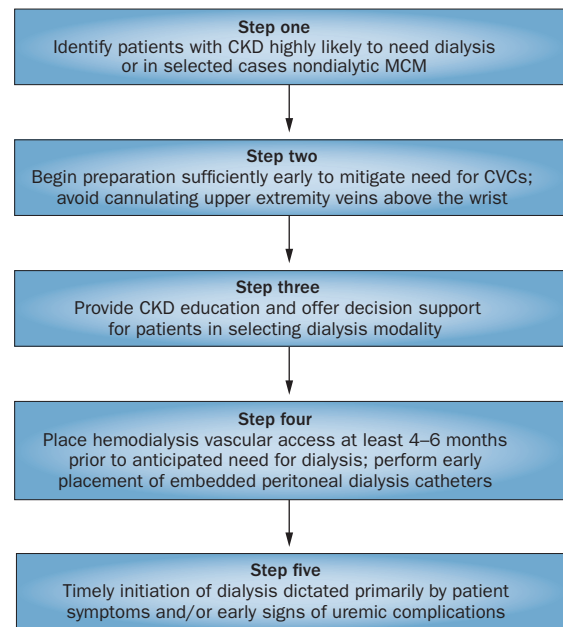 Step one
Identify patients with CKD highly likely to need dialysis
or in selected cases nondialytic MCM
Step two
Begin preparation sufficiently early to mitigate need for CVCs;
avoid cannulating upper extremity veins above the wrist
Step three
Provide CKD education and offer decision support
for patients in selecting dialysis modality
Step four
Place hemodialysis vascular access at least 4–6 months
prior to anticipated need for dialysis; perform early
placement of embedded peritoneal dialysis catheters
Step five
Timely initiation of dialysis dictated primarily by patient
symptoms and/or early signs of uremic complications